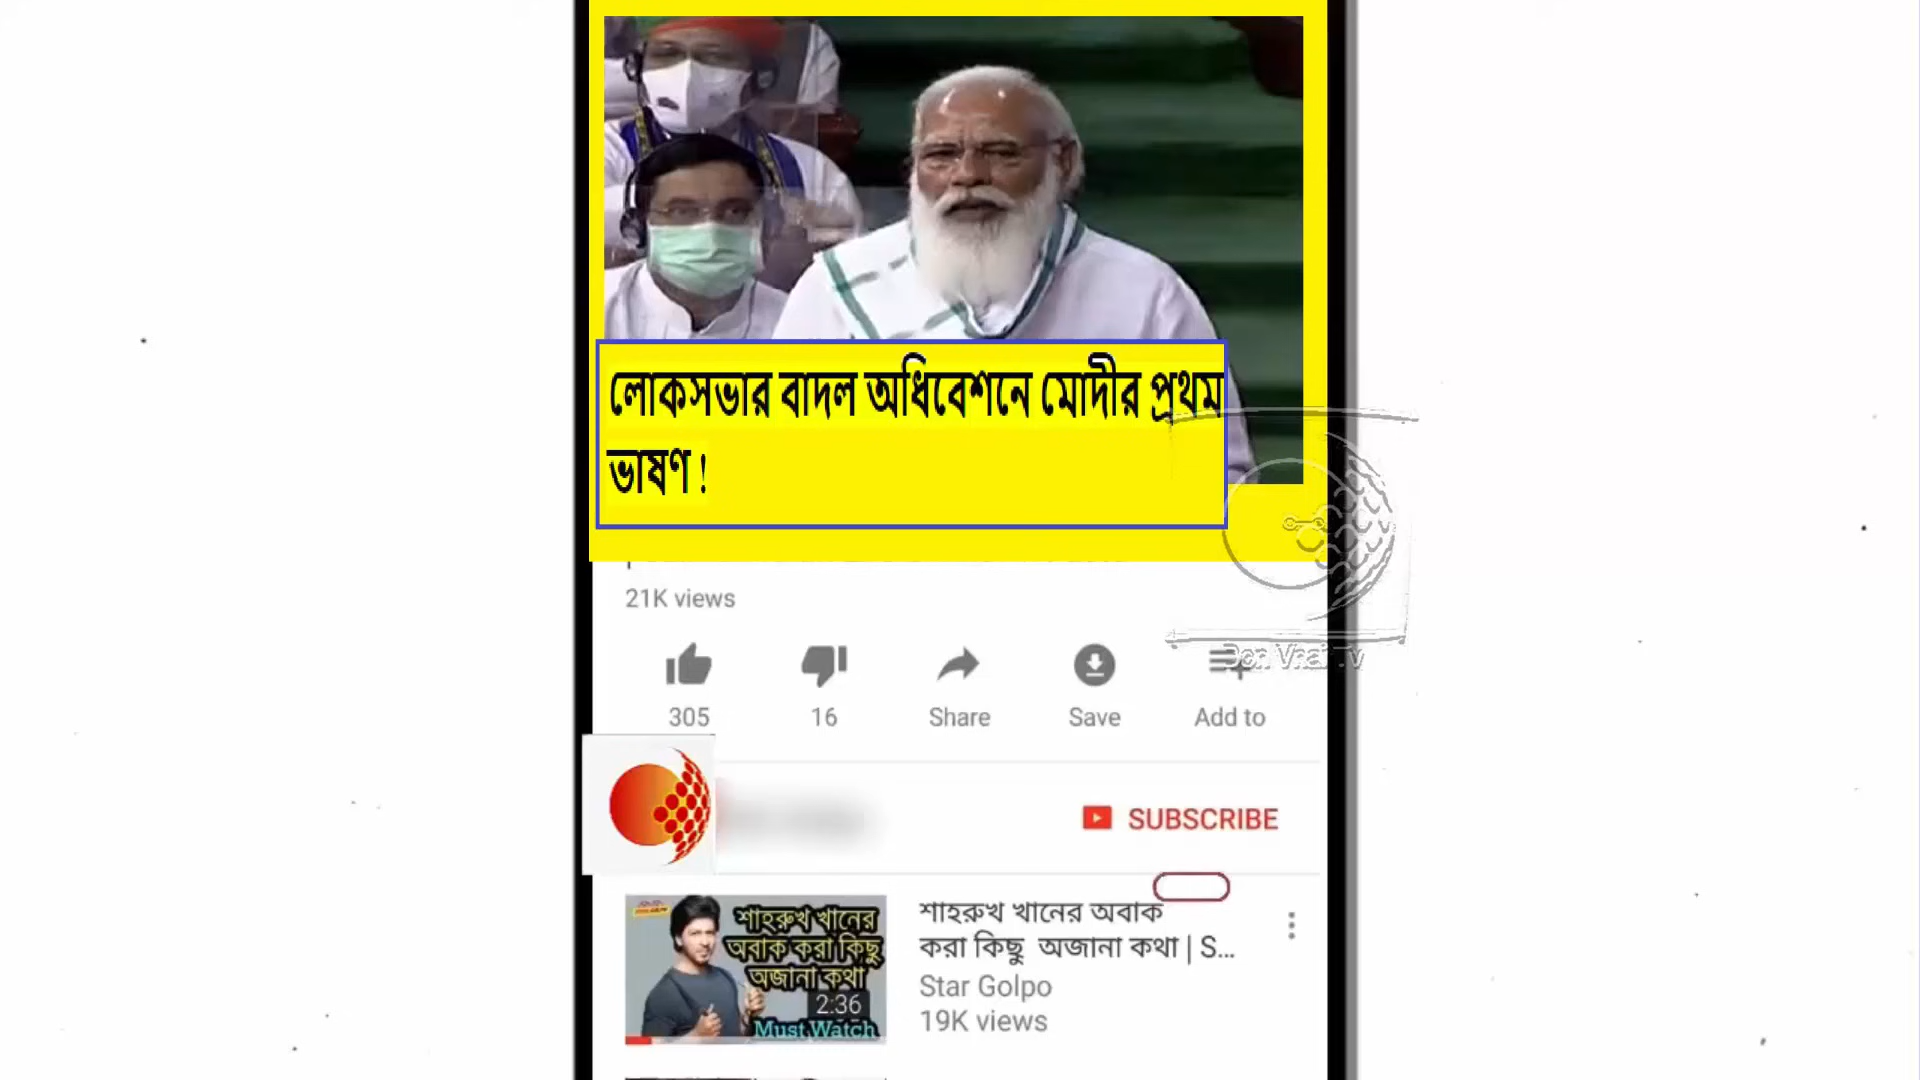 লোকসভার বাদল অধিবেশনে মোদীর প্রথম
ভাষণ !
21K views
305
16
Share
Save
Add to
SUBSCRIBE
শাহরুখ খানের
অবাক করা কিছু
অজানা কথা
2:36
Must Watch
শাহরুখ খানের অবাক
করা কিছু অজানা কথা | S...
Star Golpo
19K views